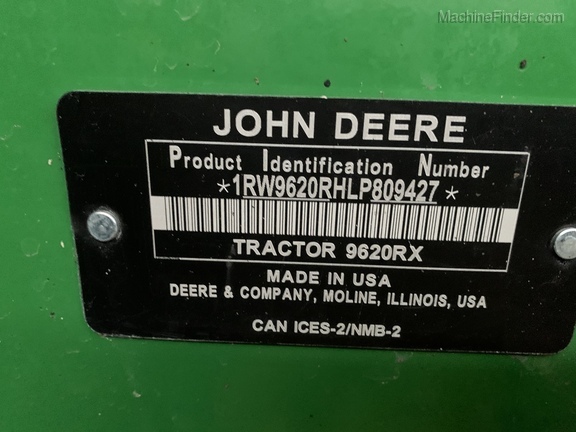 MachineFinder.com
JOHN DEERE
Product Identification Number
*1RW9620RHLP809427*
TRACTOR 9620RX
MADE IN USA
DEERE & COMPANY, MOLINE, ILLINOIS, USA
CAN ICES-2/NMB-2